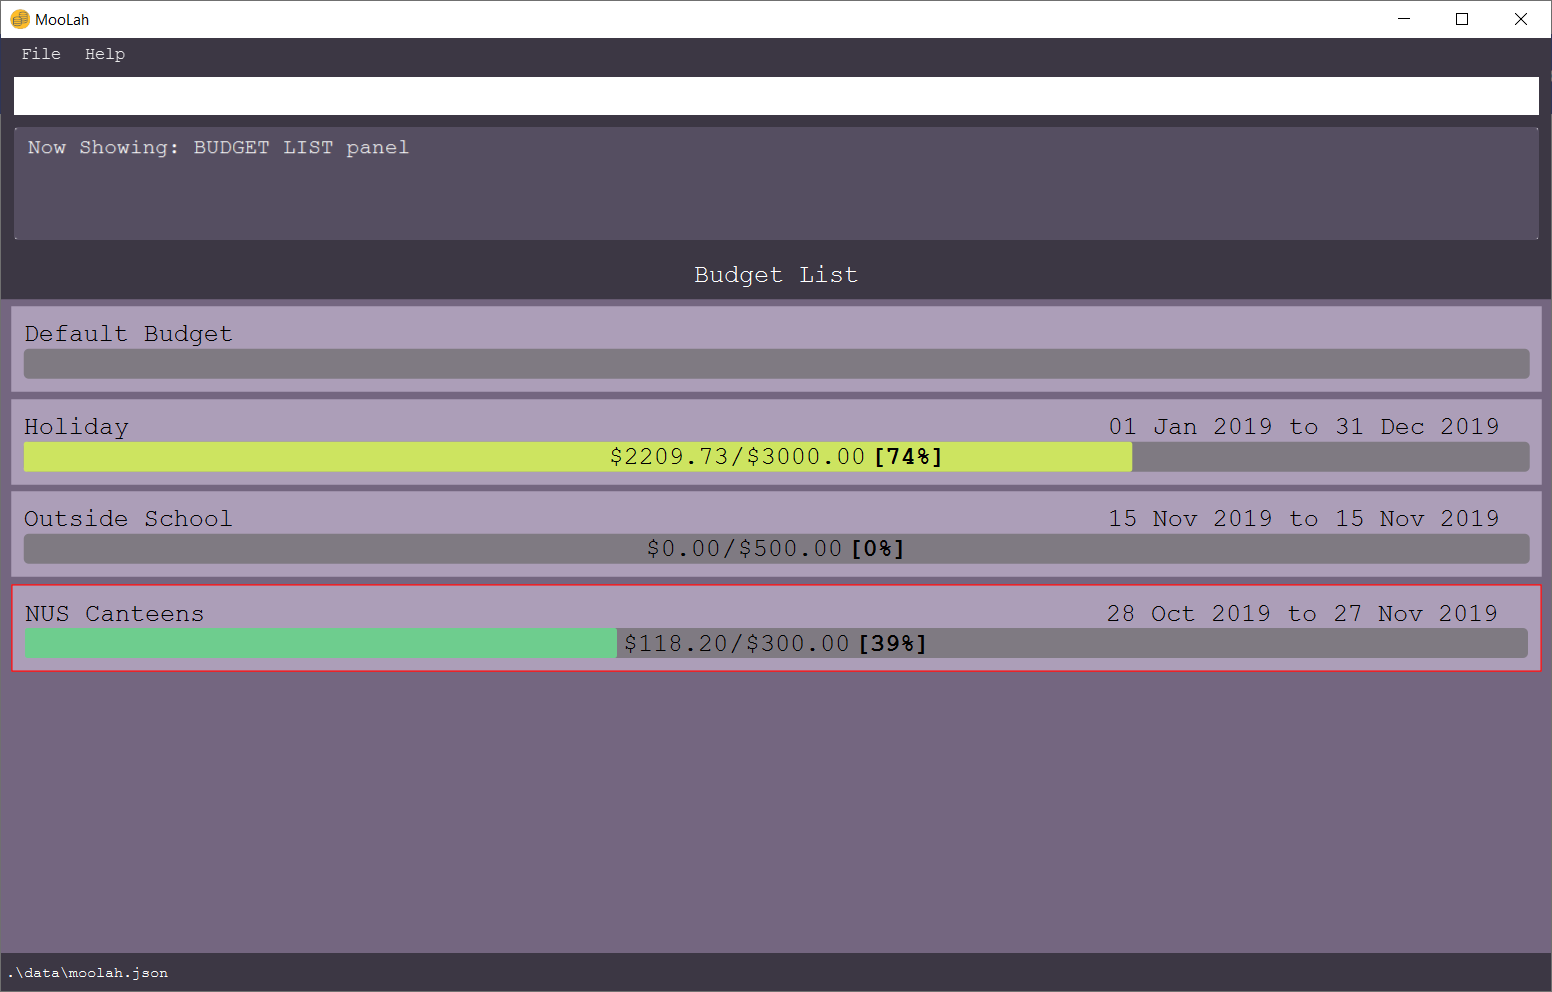 MooLah
File Help
Now Showing: BUDGET LIST panel
Budget List
Default Budget
Holiday 01 Jan 2019 to 31 Dec 2019
$2209.73/$3000.00 [74%]
Outside School 15 Nov 2019 to 15 Nov 2019
$0.00/$500.00 [0%]
NUS Canteens 28 Oct 2019 to 27 Nov 2019
$118.20/$300.00 [39%]
.\data\moolah.json